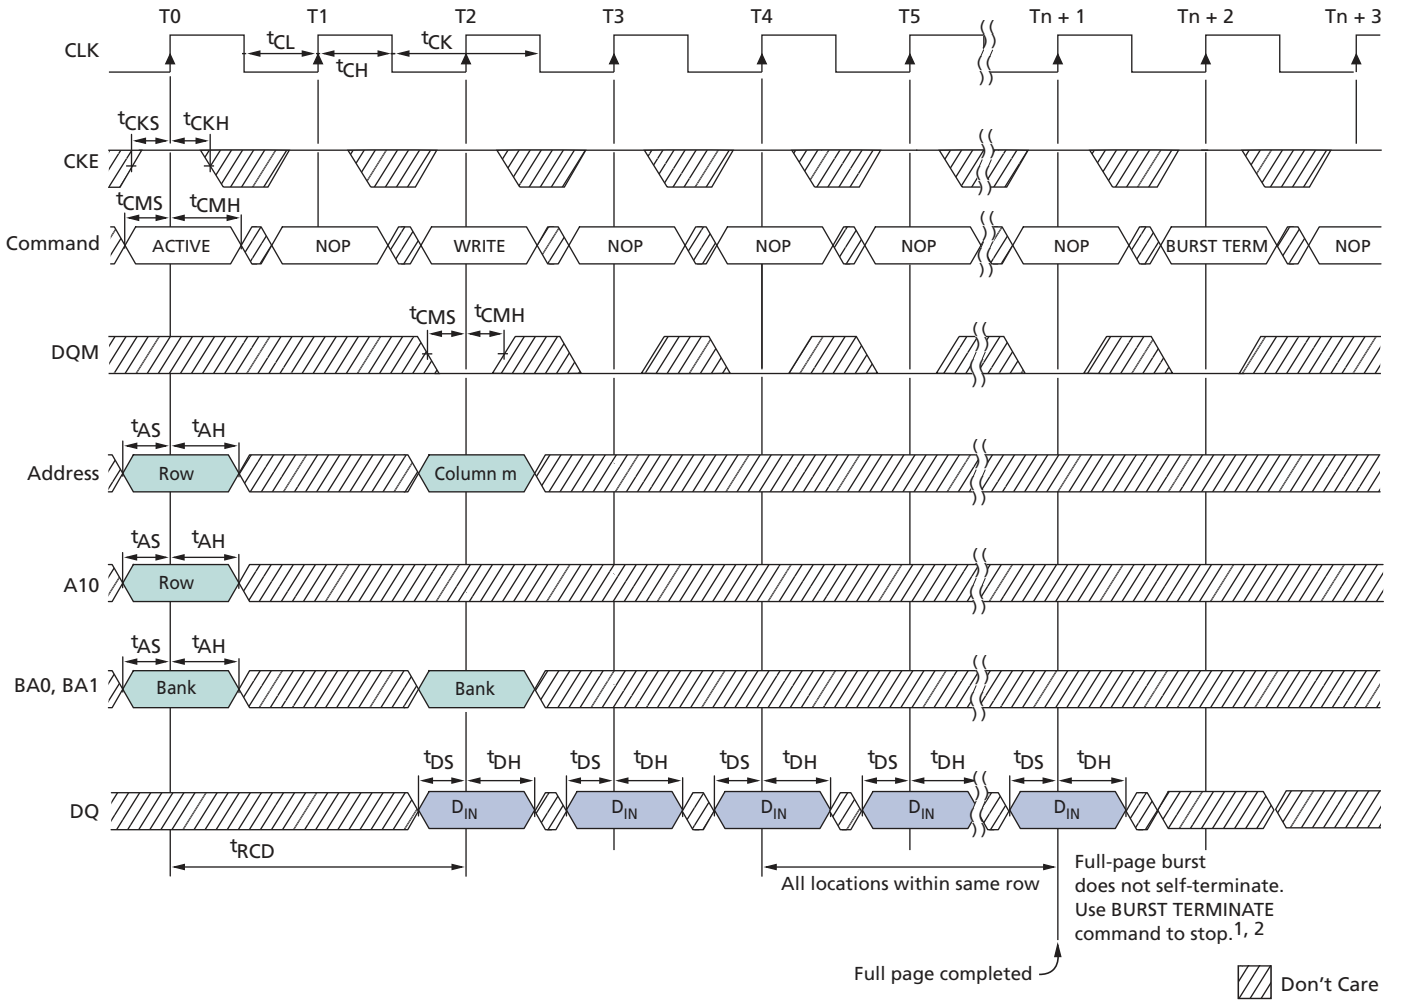 T0 T1 T2 T3 T4 T5 Tn + 1 Tn + 2 Tn + 3
CLK
tCL tCK
tCH
tCKS tCKH
CKE
tCMS tCMH
Command ACTIVE NOP WRITE NOP NOP NOP NOP BURST TERM NOP
tCMS tCMH
DQM
tAS tAH
Address Row Column m
tAS tAH
A10 Row
tAS tAH
BA0, BA1 Bank Bank
tDS tDH tDS tDH tDS tDH tDS tDH tDS tDH
DQ DIN DIN DIN DIN DIN
tRCD
All locations within same row
Full-page burst
does not self-terminate.
Use BURST TERMINATE
command to stop.1, 2
Full page completed
Don't Care